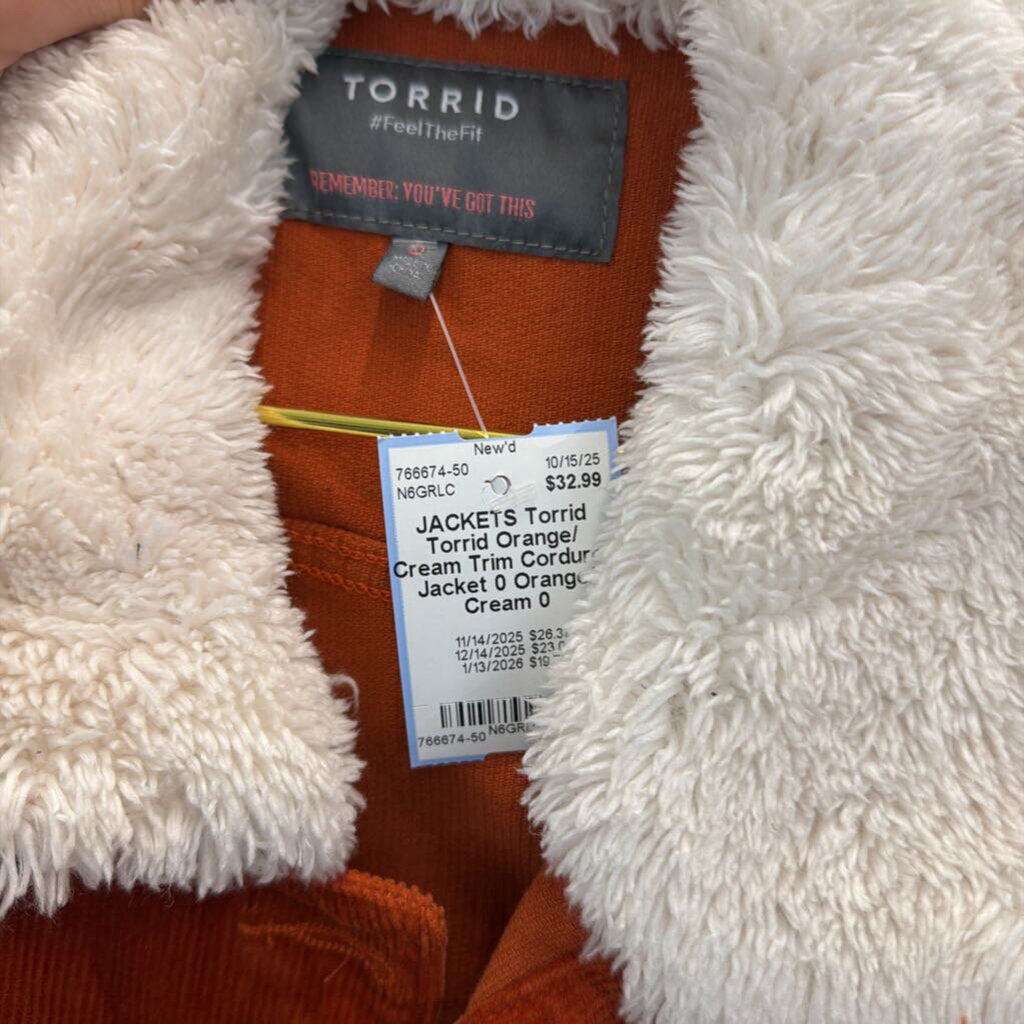 TORRID
#FeelTheFit
REMEMBER: YOU'VE GOT THIS
0
New'd
766674-50 10/15/25
N6GRLC $32.99
JACKETS Torrid
Torrid Orange/
Cream Trim
Jacket 0
Cream 0
11/14/2025
12/14/2025
1/13/2026
766674-50